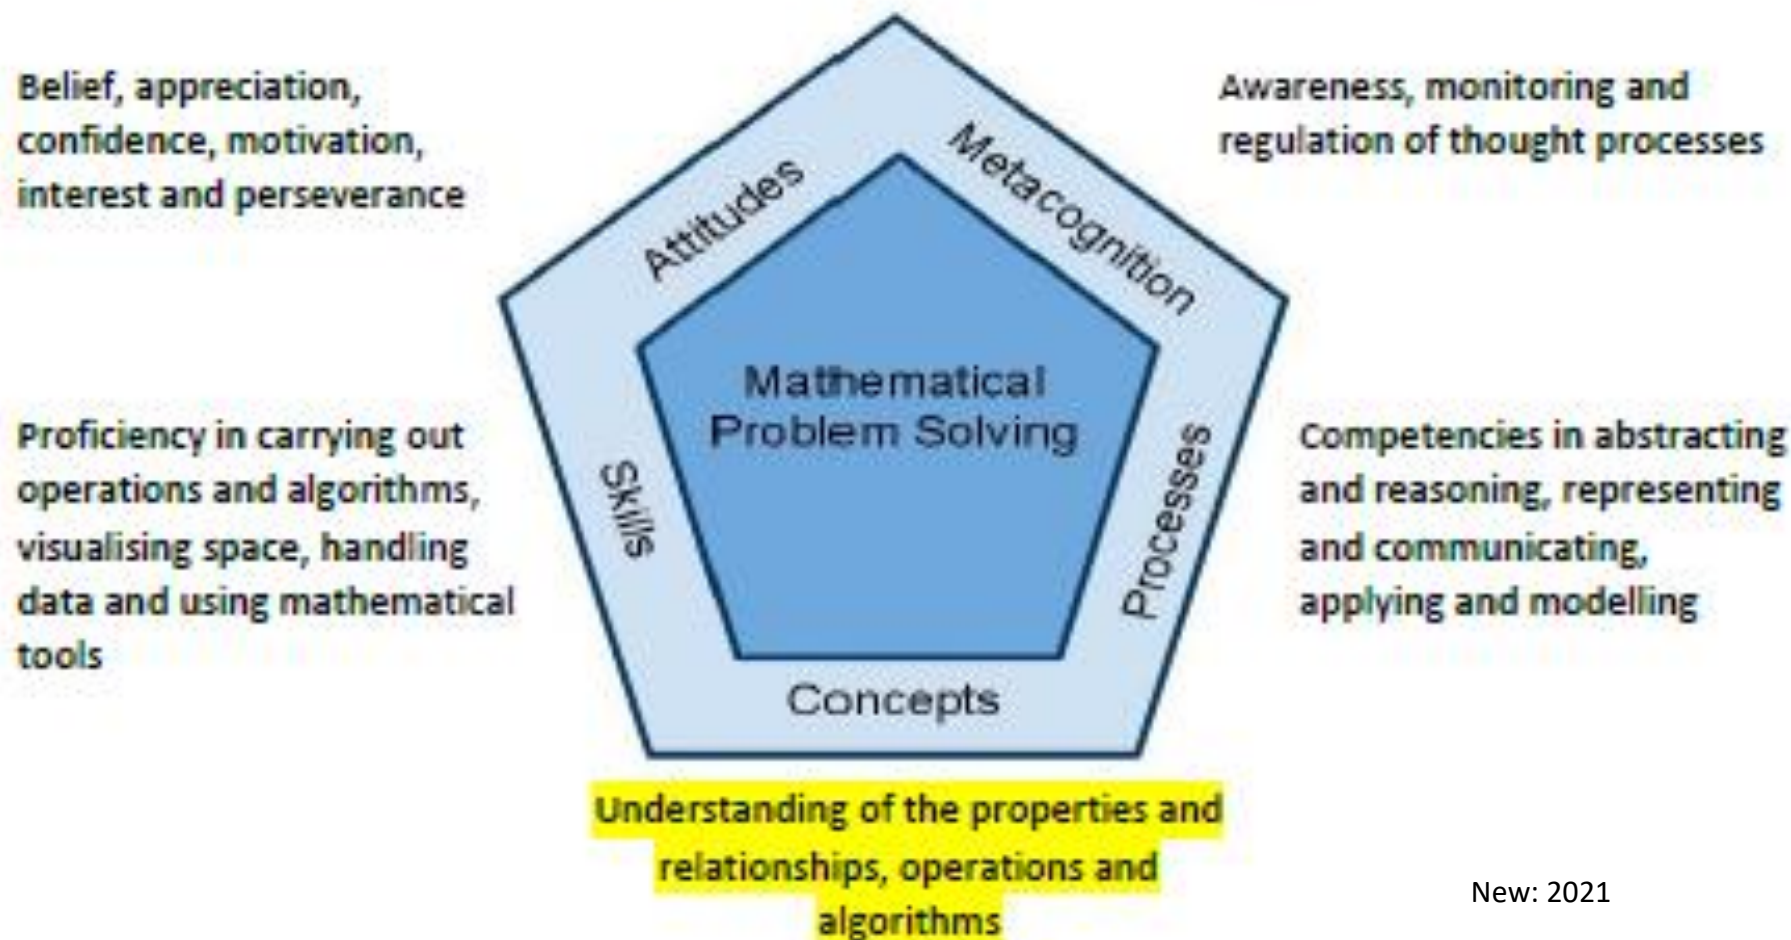 Belief, appreciation,
confidence, motivation,
interest and perseverance
Awareness, monitoring and
regulation of thought processes
Attitudes
Metacognition
Mathematical
Problem Solving
Proficiency in carrying out
operations and algorithms,
visualising space, handling
data and using mathematical
tools
Skills
Processes
Competencies in abstracting
and reasoning, representing
and communicating,
applying and modelling
Concepts
Understanding of the properties and
relationships, operations and
algorithms
New: 2021